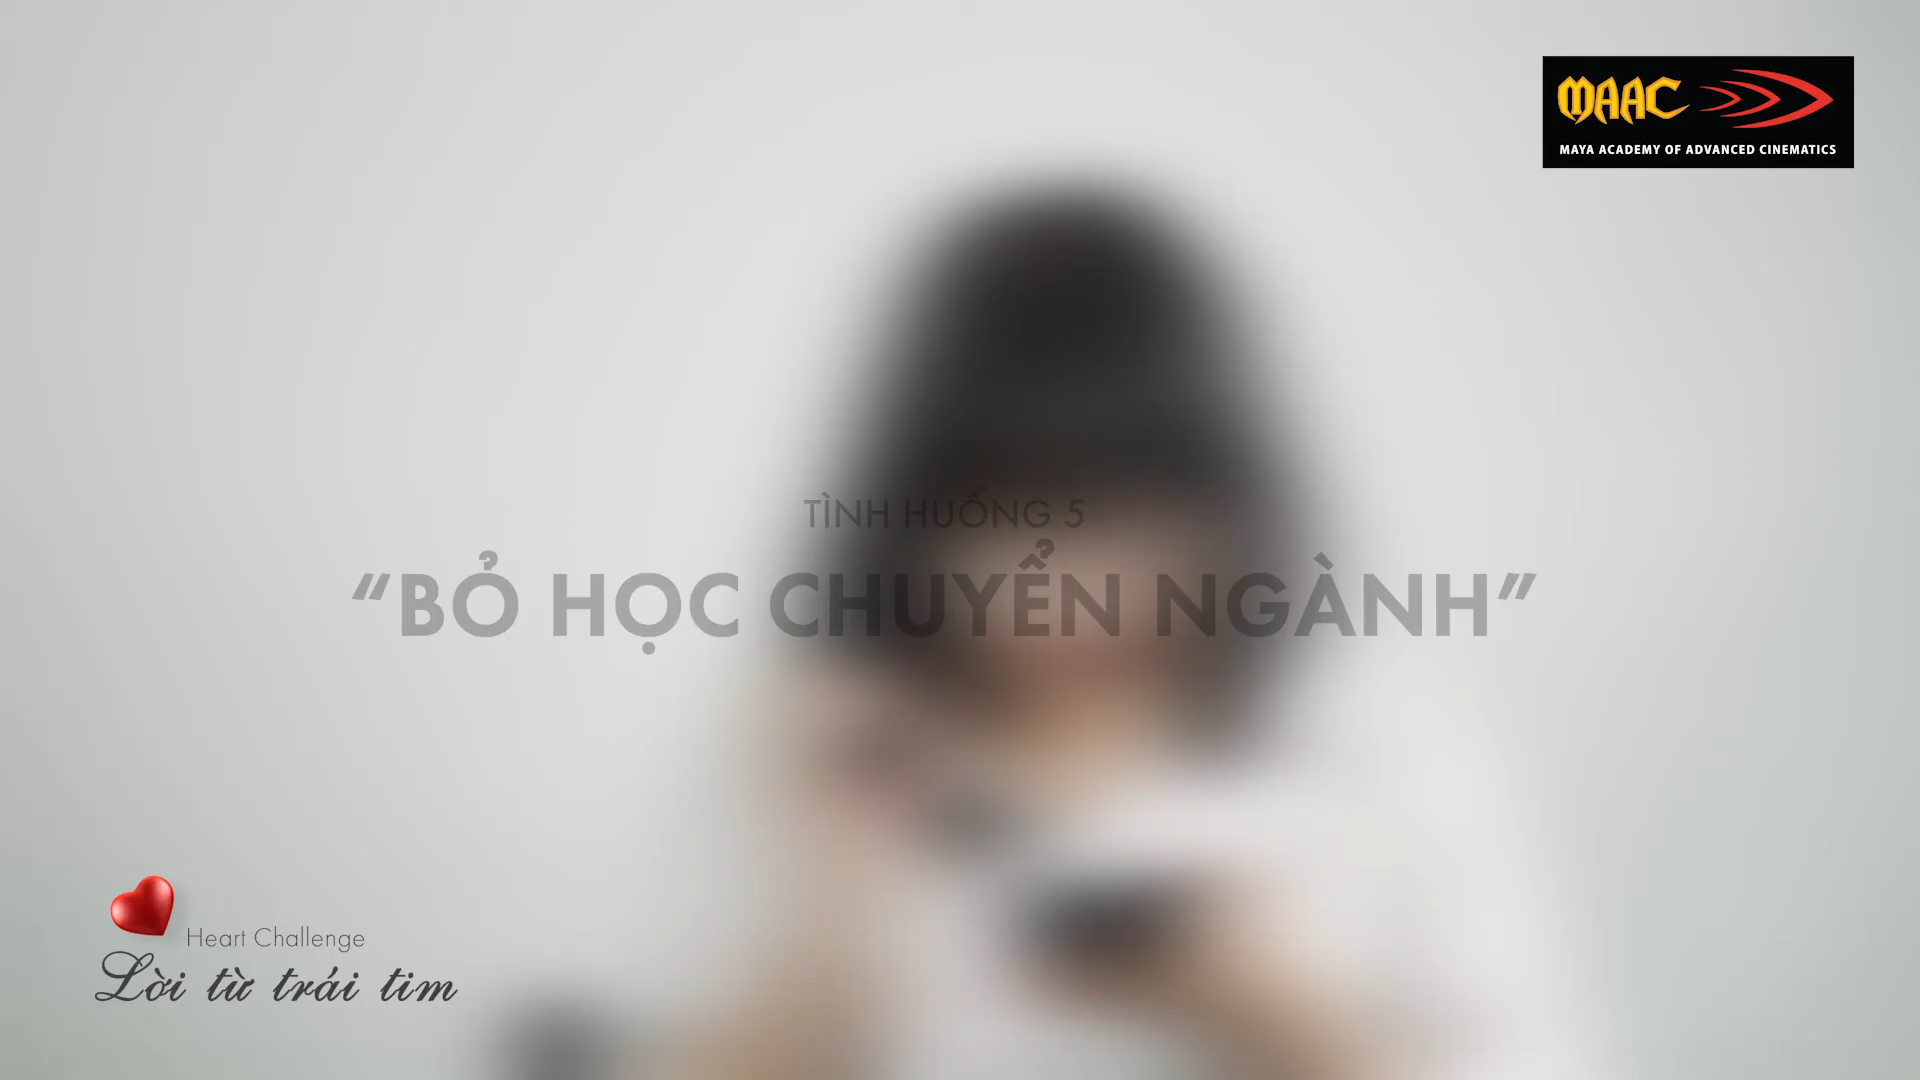 MAAC
MAYA ACADEMY OF ADVANCED CINEMATICS
TÌNH HUỐNG 5
“BỎ HỌC CHUYỂN NGÀNH”
Heart Challenge
Lời từ trái tim